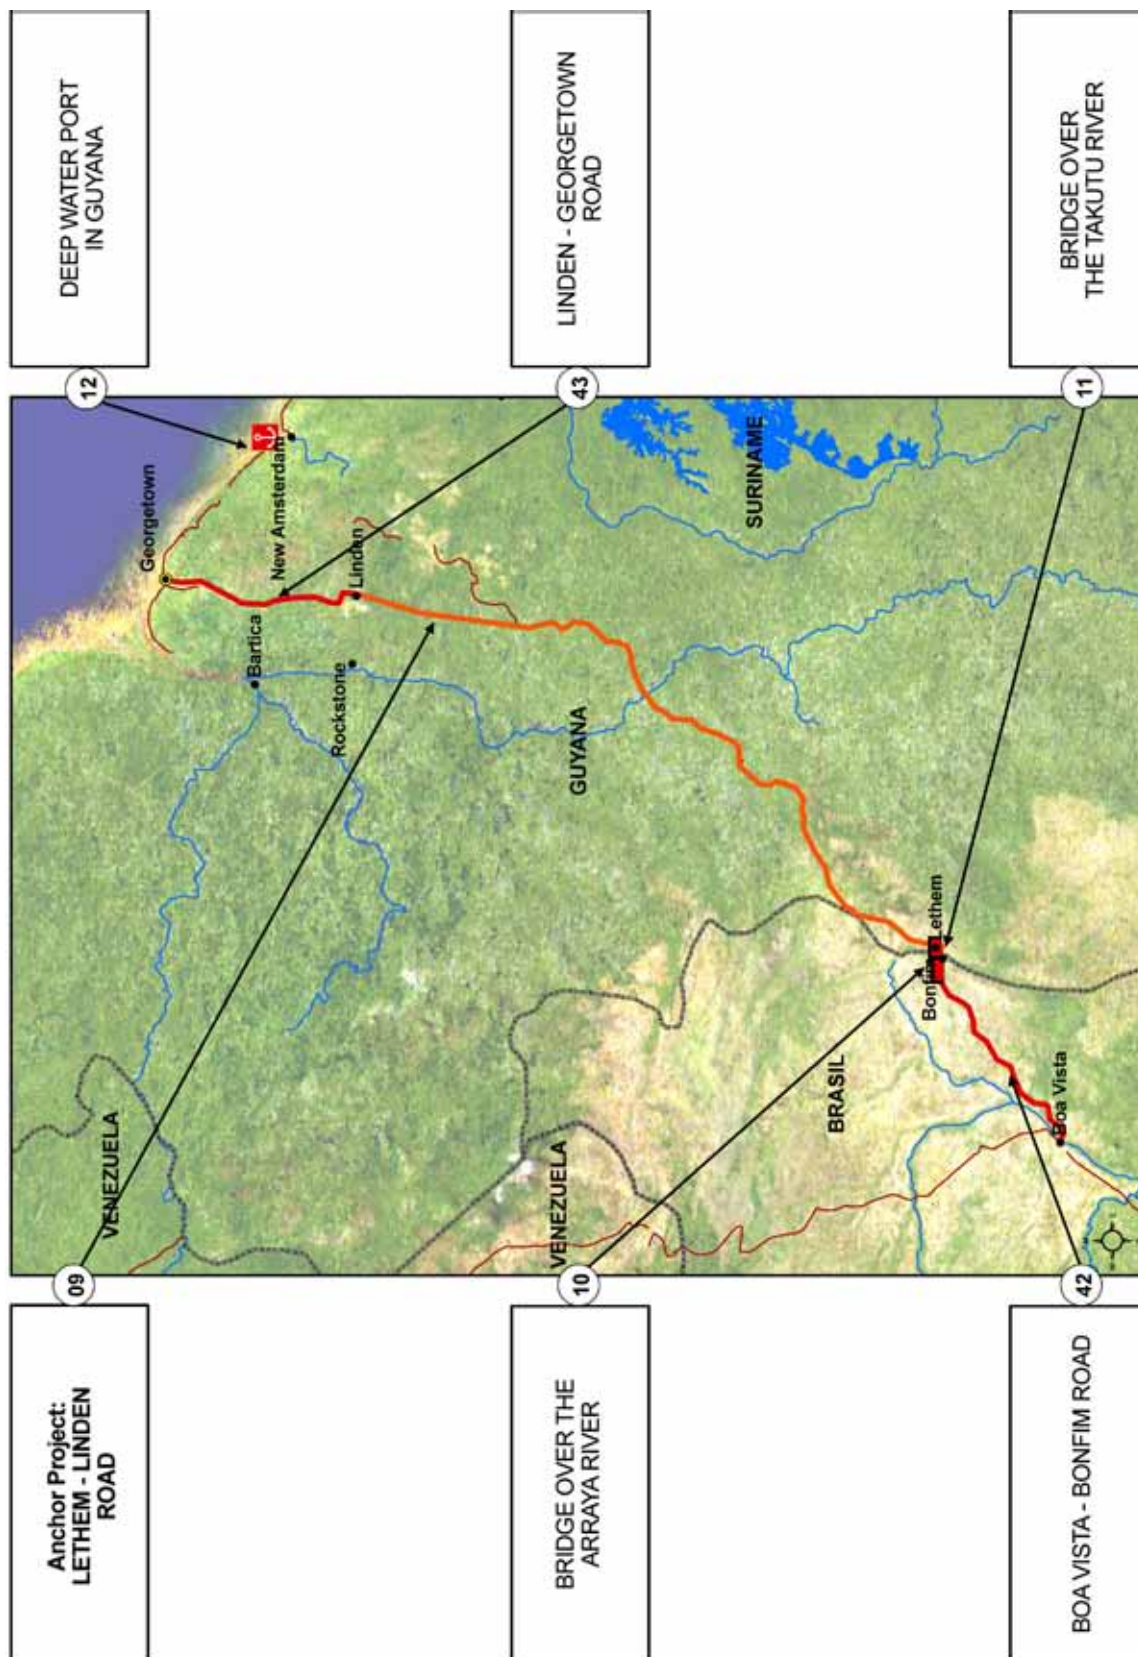 Anchor Project:
LETHEM - LINDEN
ROAD
09
DEEP WATER PORT
IN GUYANA
12
BRIDGE OVER THE
ARRAYA RIVER
10
LINDEN - GEORGETOWN
ROAD
43
BOA VISTA - BONFIM ROAD
42
BRIDGE OVER
THE TAKUTU RIVER
11
VENEZUELA
Georgetown
Bartica
New Amsterdam
Rockstone
Linden
VENEZUELA
GUYANA
SURINAME
BRASIL
Bonfim
Lethem
Boa Vista